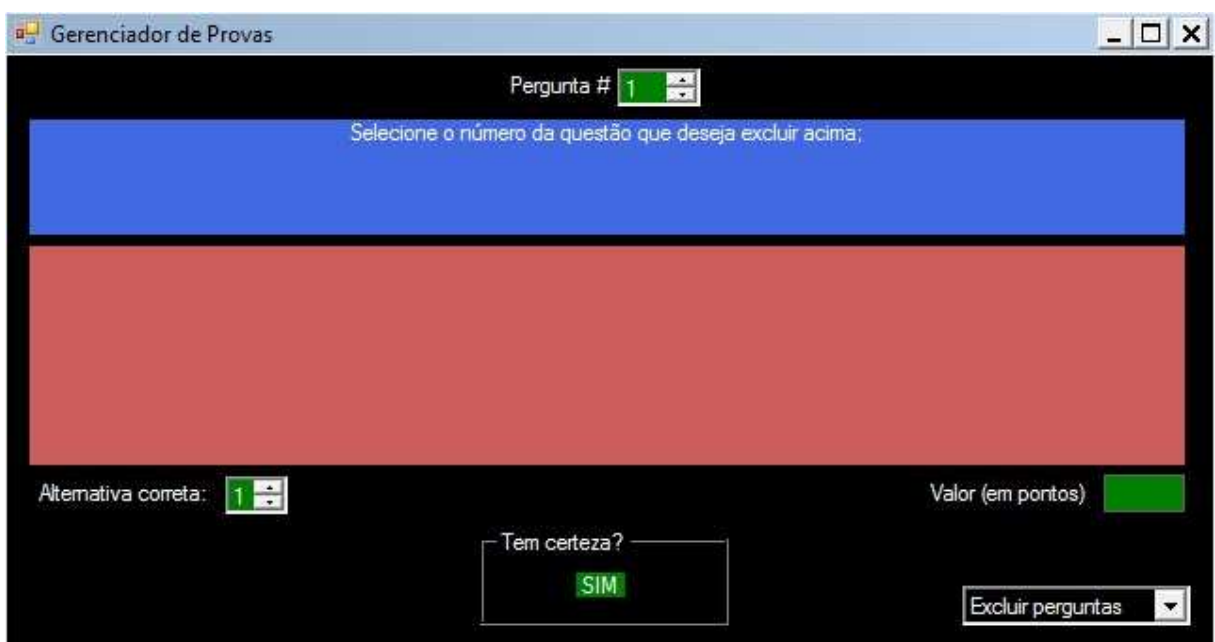 Gerenciador de Provas
Pergunta # 1
Selecione o número da questão que deseja excluir acima;
Alternativa correta: 1
Valor (em pontos)
Tem certeza?
SIM
Excluir perguntas